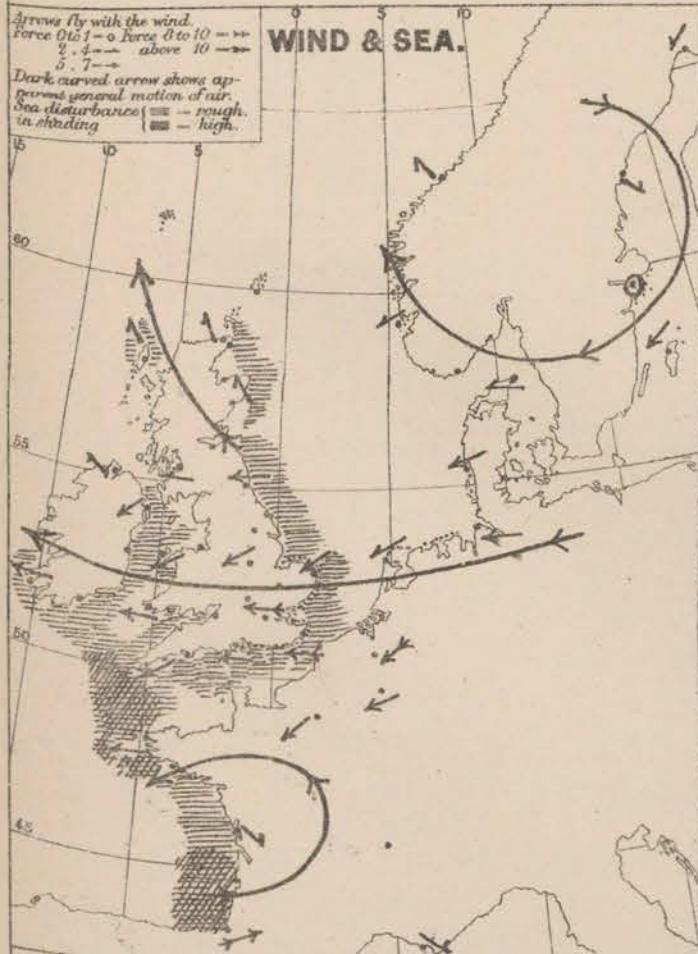 Arrows fly with the wind.
Force 0 to 1 — o Force 8 to 10 —
2 . 4 — above 10 —
5 . 7 —
Dark curved arrow shows ap-
parent general motion of air.
Sea disturbance { — rough.
in shading — high.
WIND & SEA.
0 5 10
15 10 5
60
55
50
45